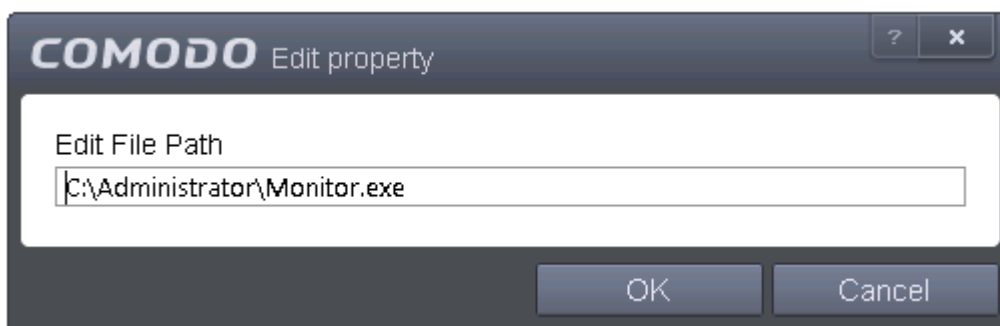 COMODO Edit property ? ×
Edit File Path
C:\Administrator\Monitor.exe
OK Cancel